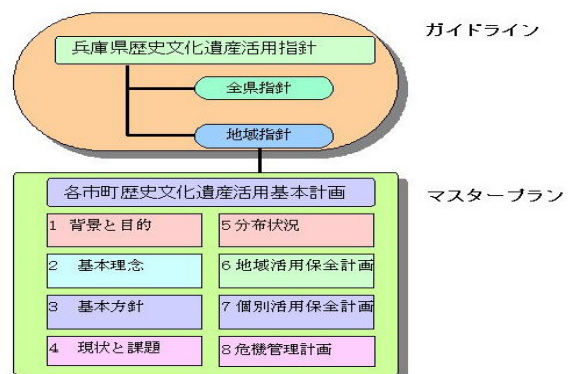 ガイドライン
兵庫県歴史文化遺産活用指針
全県指針
地域指針
マスタープラン
各市町歴史文化遺産活用基本計画
1 背景と目的
2 基本理念
3 基本方針
4 現状と課題
5分布状況
6地域活用保全計画
7個別活用保全計画
8危機管理計画